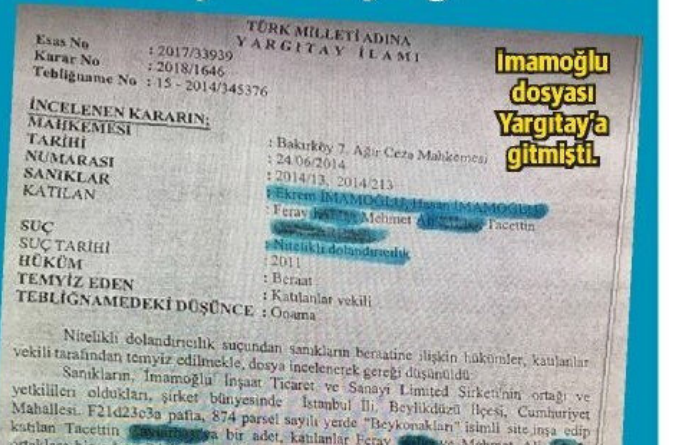 TÜRK MİLLETİ ADINA
YARGITAY İLAMI
Esas No : 2017/33939
Karar No : 2018/1646
Tebliğname No : 15 - 2014/345376
İmamoğlu
dosyası
Yargıtay'a
gitmişti.
İNCELENEN KARARIN;
MAHKEMESİ : Bakırköy 7. Ağır Ceza Mahkemesi
TARİHİ : 24/06/2014
NUMARASI : 2014/13, 2014/213
SANIKLAR : Ekrem İMAMOĞLU, Hasan İMAMOĞLU
KATILAN : Feray Mehmet Tacettin
SUÇ : Nitelikli dolandırıcılık
SUÇ TARİHİ : 2011
HÜKÜM : Beraat
TEMYİZ EDEN : Katılanlar vekili
TEBLİĞNAMEDEKİ DÜŞÜNCE : Onama
Nitelikli dolandırıcılık suçundan sanıkların beraatine ilişkin hükümler, katılanlar
vekili tarafından temyiz edilmekle, dosya incelenerek gereği düşünüldü
Sanıkların, İmamoğlu İnşaat Ticaret ve Sanayi Limited Şirketi'nin ortağı ve
yetkilileri oldukları, şirket bünyesinde İstanbul İli, Beylikdüzü İlçesi, Cumhuriyet
Mahallesi. F21d23c3a pafta, 874 parsel sayılı yerde "Beykonakları" isimli site inşa edip
katılan Tacettin bir adet, katılanlar Feray Mehmet